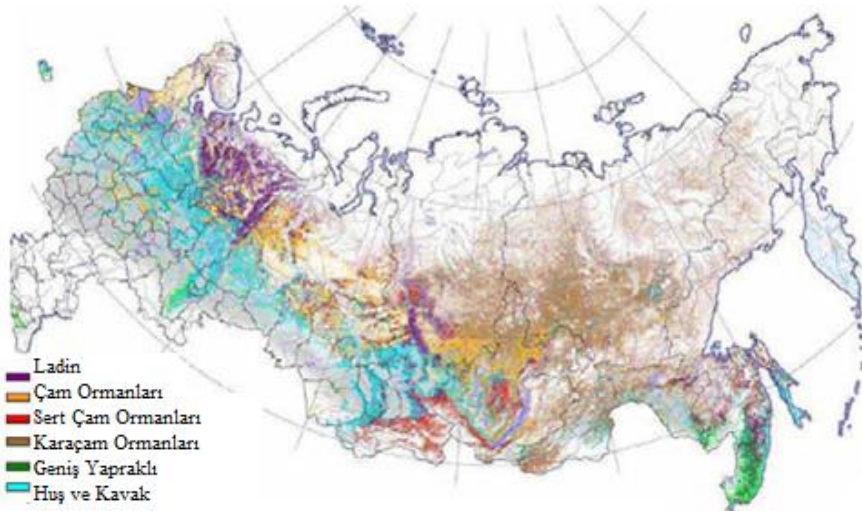 Ladin
Çam Ormanları
Sert Çam Ormanları
Karaçam Ormanları
Geniş Yapraklı
Huş ve Kavak